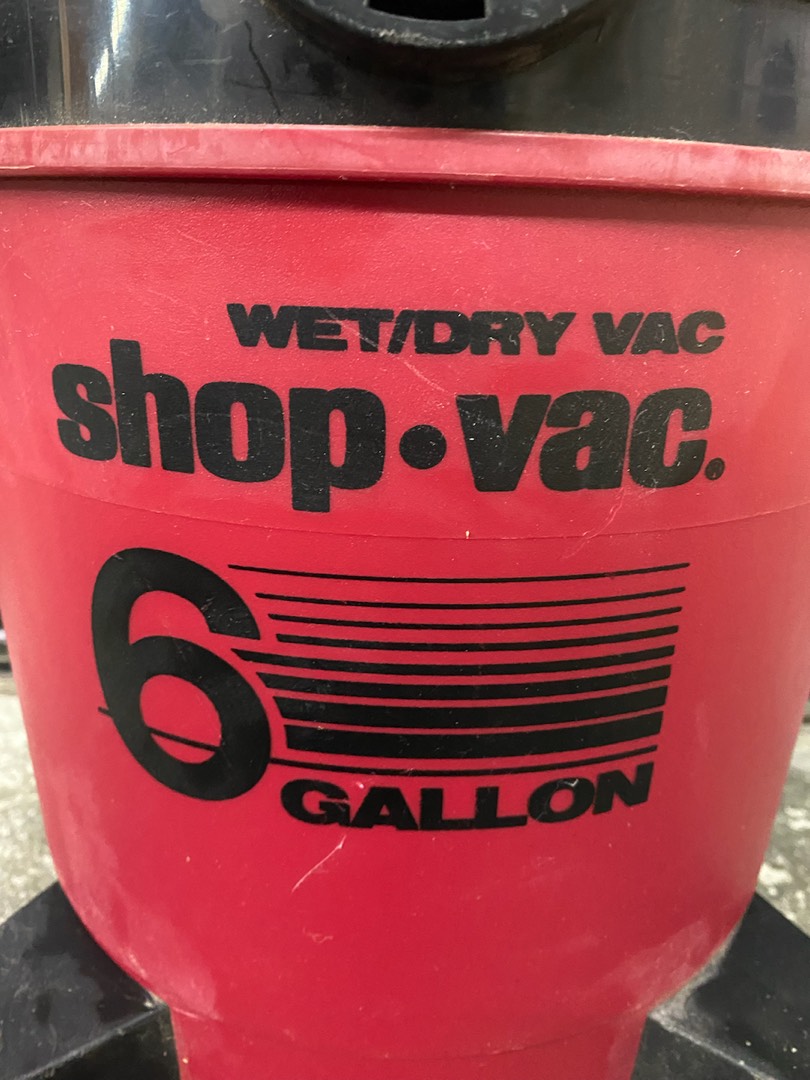 WET/DRY VAC
shop·vac.
6
GALLON